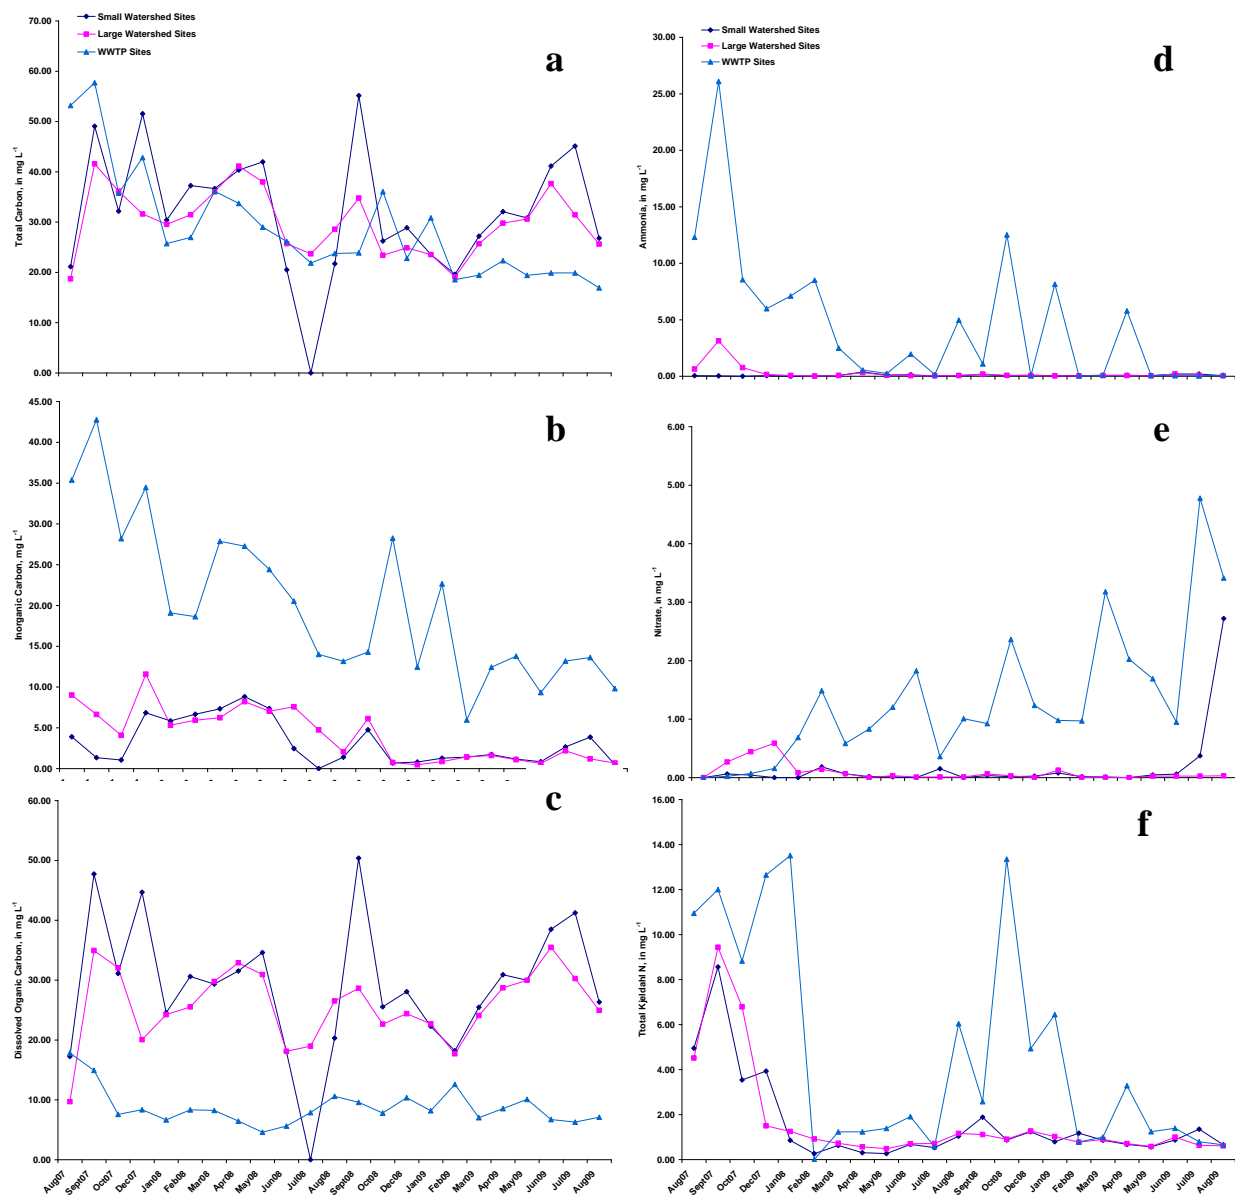 Small Watershed Sites
Large Watershed Sites
WWTP Sites
a
Total Carbon, in mg L-1
70.00
60.00
50.00
40.00
30.00
20.00
10.00
0.00
b
Inorganic Carbon, mg L-1
45.00
40.00
35.00
30.00
25.00
20.00
15.00
10.00
5.00
0.00
c
Dissolved Organic Carbon, in mg L-1
60.00
50.00
40.00
30.00
20.00
10.00
0.00
Aug07 Sept07 Oct07 Dec07 Jan08 Feb08 Mar08 Apr08 May08 Jun08 Jul08 Aug08 Sep08 Oct08 Dec08 Jan09 Feb09 Mar09 Apr09 May09 Jun09 Jul09 Aug09
Small Watershed Sites
Large Watershed Sites
WWTP Sites
d
Ammonia, in mg L-1
30.00
25.00
20.00
15.00
10.00
5.00
0.00
e
Nitrate, in mg L-1
6.00
5.00
4.00
3.00
2.00
1.00
0.00
f
Ttotal Kjeldahl N, in mg L-1
16.00
14.00
12.00
10.00
8.00
6.00
4.00
2.00
0.00
Aug07 Sept07 Oct07 Dec07 Jan08 Feb08 Mar08 Apr08 May08 Jun08 Jul08 Aug08 Sep08 Oct08 Dec08 Jan09 Feb09 Mar09 Apr09 May09 Jun09 Jul09 Aug09